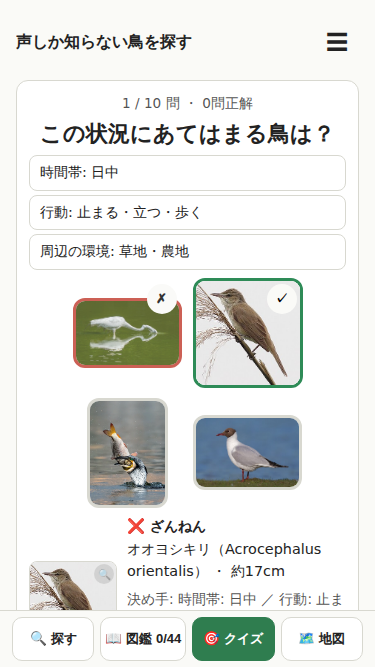 声しか知らない鳥を探す
☰
1 / 10 問 ・ 0問正解
この状況にあてはまる鳥は？
時間帯: 日中
行動: 止まる・立つ・歩く
周辺の環境: 草地・農地
✗ ✓
❌ ざんねん
オオヨシキリ（Acrocephalus
orientalis） ・ 約17cm
決め手: 時間帯: 日中 ／ 行動: 止ま
🔍 探す 📖 図鑑 0/44 🎯 クイズ 🗺️ 地図